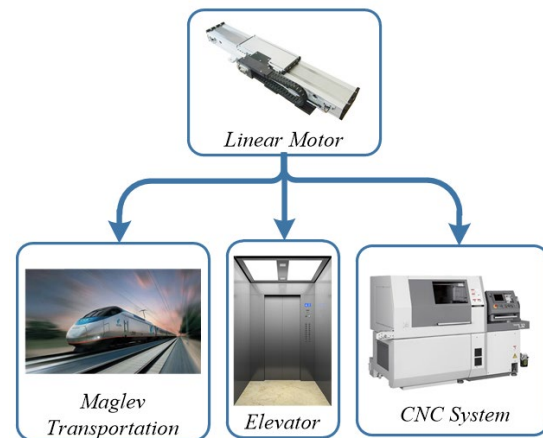 Linear Motor
Maglev
Transportation
Elevator
CNC System